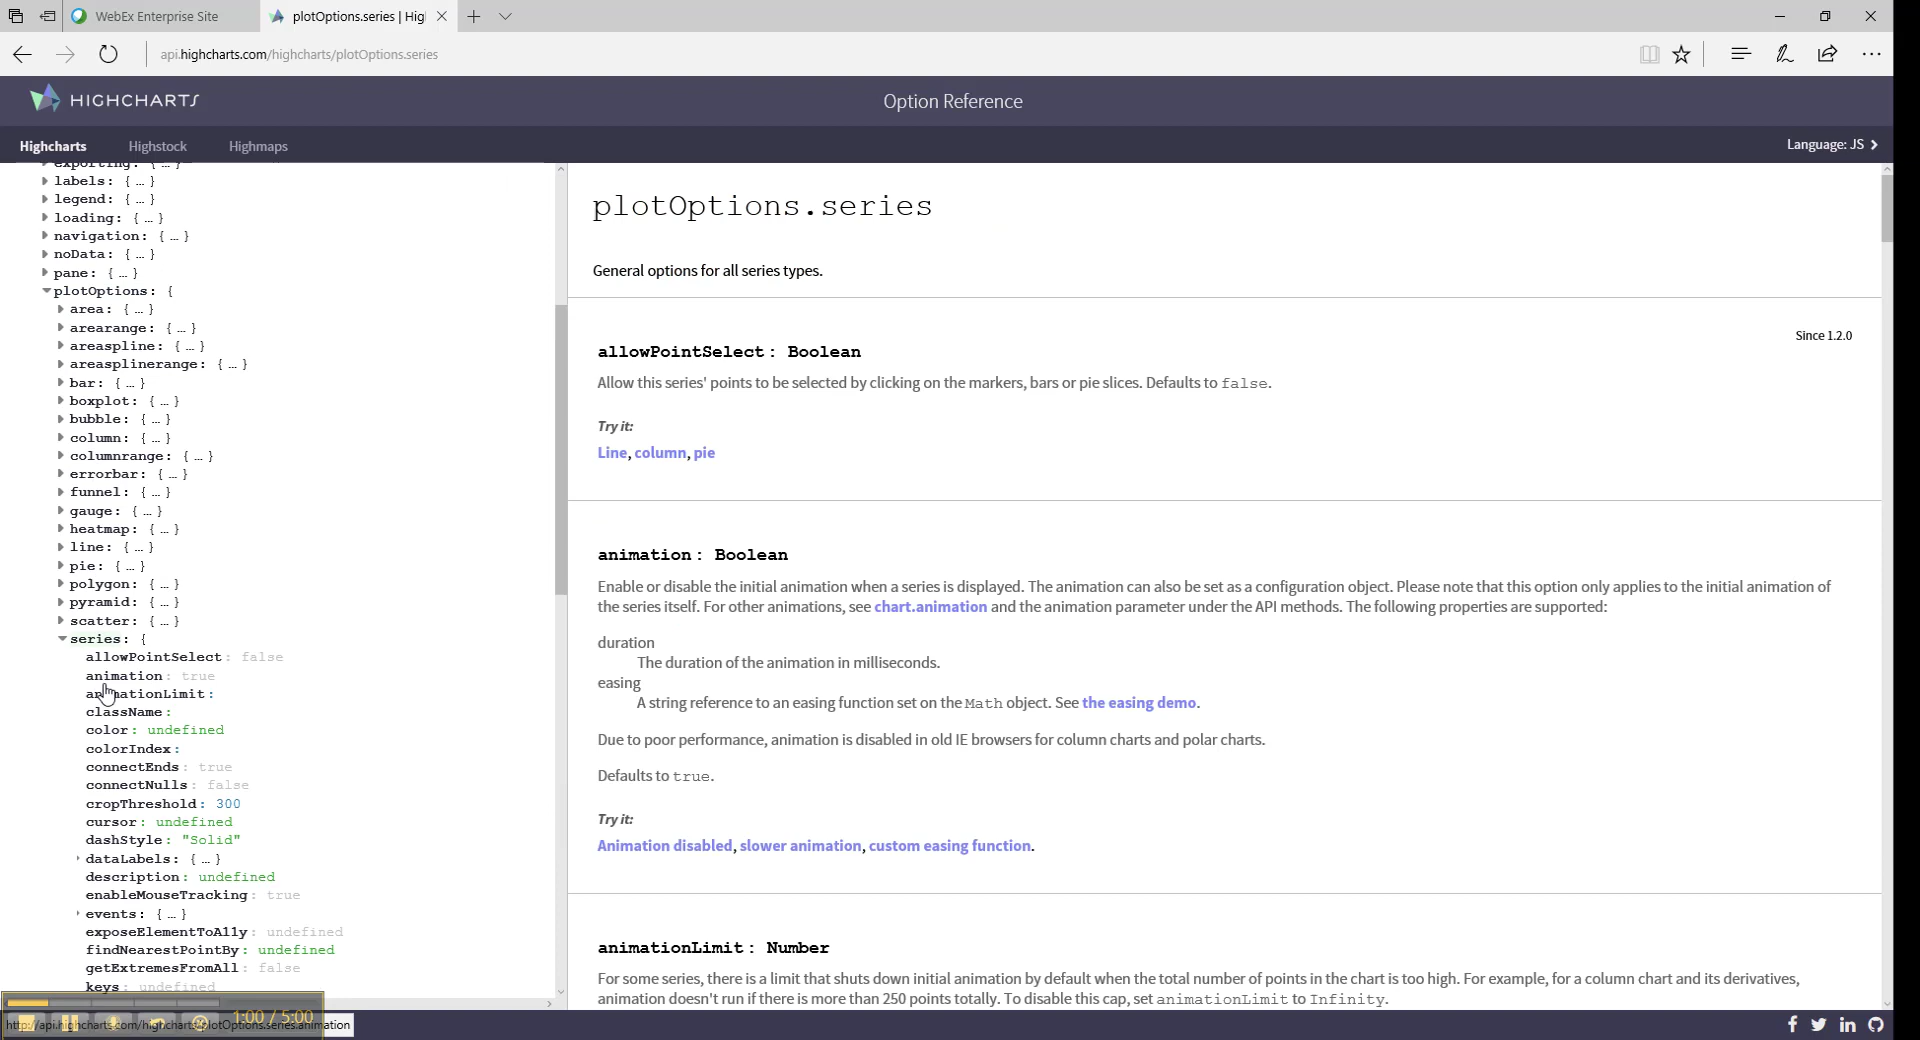 WebEx Enterprise Site
plotOptions.series | Hig
api.highcharts.com/highcharts/plotOptions.series
HIGHCHARTS
Option Reference
Highcharts
Highstock
Highmaps
Language: JS
exporting: { … }
labels: { … }
legend: { … }
loading: { … }
navigation: { … }
noData: { … }
pane: { … }
plotOptions: {
area: { … }
arearange: { … }
areaspline: { … }
areasplinerange: { … }
bar: { … }
boxplot: { … }
bubble: { … }
column: { … }
columnrange: { … }
errorbar: { … }
funnel: { … }
gauge: { … }
heatmap: { … }
line: { … }
pie: { … }
polygon: { … }
pyramid: { … }
scatter: { … }
series: {
allowPointSelect: false
animation: true
animationLimit:
className:
color: undefined
colorIndex:
connectEnds: true
connectNulls: false
cropThreshold: 300
cursor: undefined
dashStyle: "Solid"
dataLabels: { … }
description: undefined
enableMouseTracking: true
events: { … }
exposeElementToA11y: undefined
findNearestPointBy: undefined
getExtremesFromAll: false
keys: undefined
plotOptions.series
General options for all series types.
Since 1.2.0
allowPointSelect: Boolean
Allow this series' points to be selected by clicking on the markers, bars or pie slices. Defaults to false.
Try it:
Line, column, pie
animation: Boolean
Enable or disable the initial animation when a series is displayed. The animation can also be set as a configuration object. Please note that this option only applies to the initial animation of
the series itself. For other animations, see chart.animation and the animation parameter under the API methods. The following properties are supported:
duration
The duration of the animation in milliseconds.
easing
A string reference to an easing function set on the Math object. See the easing demo.
Due to poor performance, animation is disabled in old IE browsers for column charts and polar charts.
Defaults to true.
Try it:
Animation disabled, slower animation, custom easing function.
animationLimit: Number
For some series, there is a limit that shuts down initial animation by default when the total number of points in the chart is too high. For example, for a column chart and its derivatives,
animation doesn't run if there is more than 250 points totally. To disable this cap, set animationLimit to Infinity.
1:00 / 5:00
http://api.highcharts.com/highcharts/plotOptions.series.animation